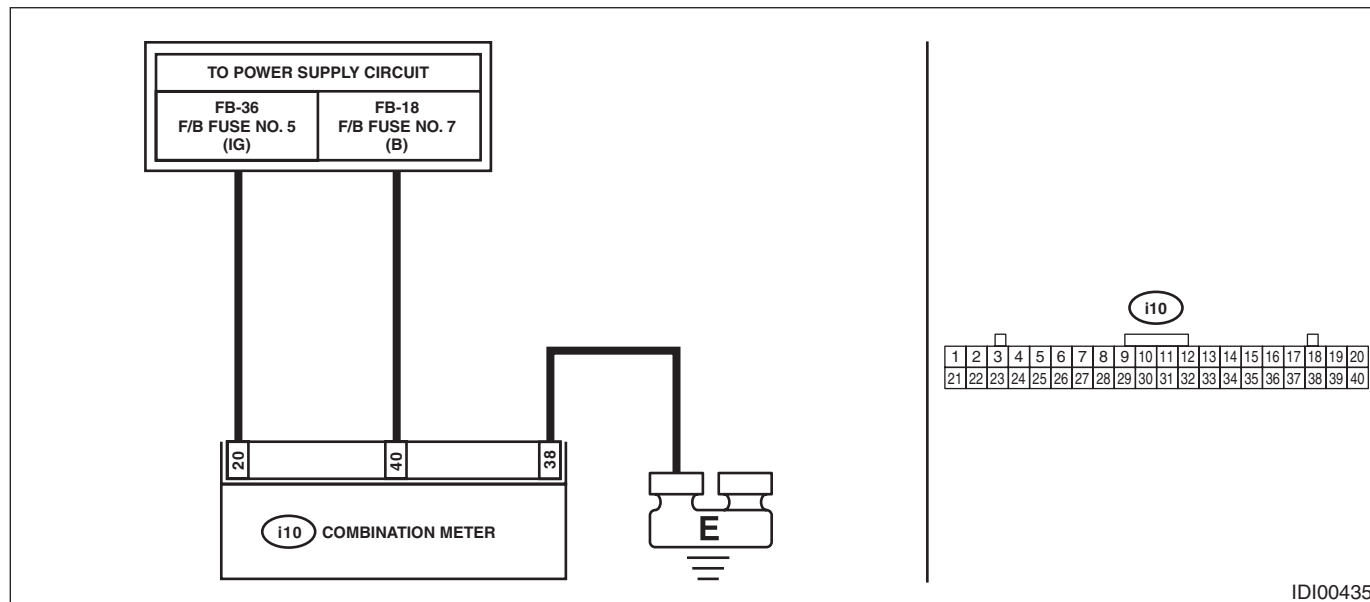 TO POWER SUPPLY CIRCUIT
FB-36
F/B FUSE NO. 5
(IG)
FB-18
F/B FUSE NO. 7
(B)
20
40
38
i10 COMBINATION METER
E
i10
1 2 3 4 5 6 7 8 9 10 11 12 13 14 15 16 17 18 19 20
21 22 23 24 25 26 27 28 29 30 31 32 33 34 35 36 37 38 39 40
IDI00435